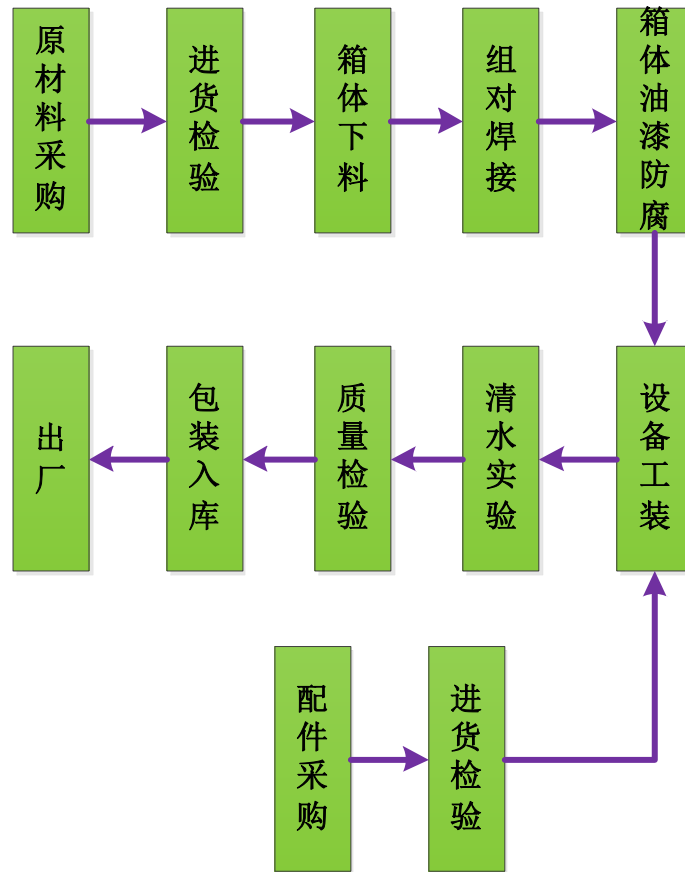 原材料采购
进货检验
箱体下料
组对焊接
箱体油漆防腐
出厂
包装入库
质量检验
清水实验
设备工装
配件采购
进货检验